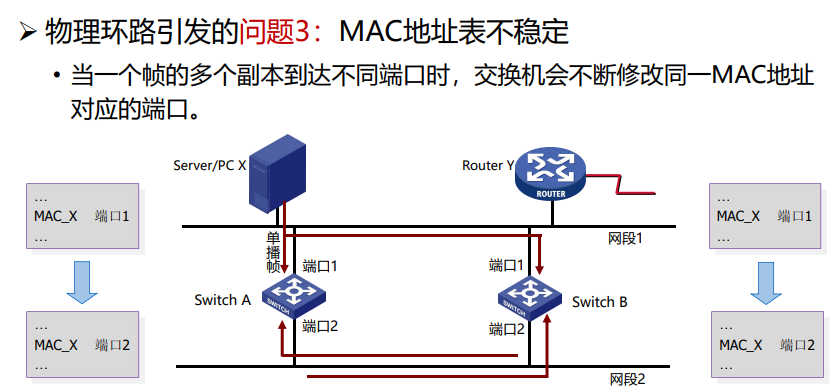 ➢ 物理环路引发的问题3：MAC地址表不稳定
• 当一个帧的多个副本到达不同端口时，交换机会不断修改同一MAC地址
对应的端口。
Server/PC X
Router Y
ROUTER
...
MAC_X 端口1
...
...
MAC_X 端口1
...
网段1
单播帧
端口1
端口1
Switch A
SWITCH
SWITCH
Switch B
端口2
端口2
...
MAC_X 端口2
...
...
MAC_X 端口2
...
网段2